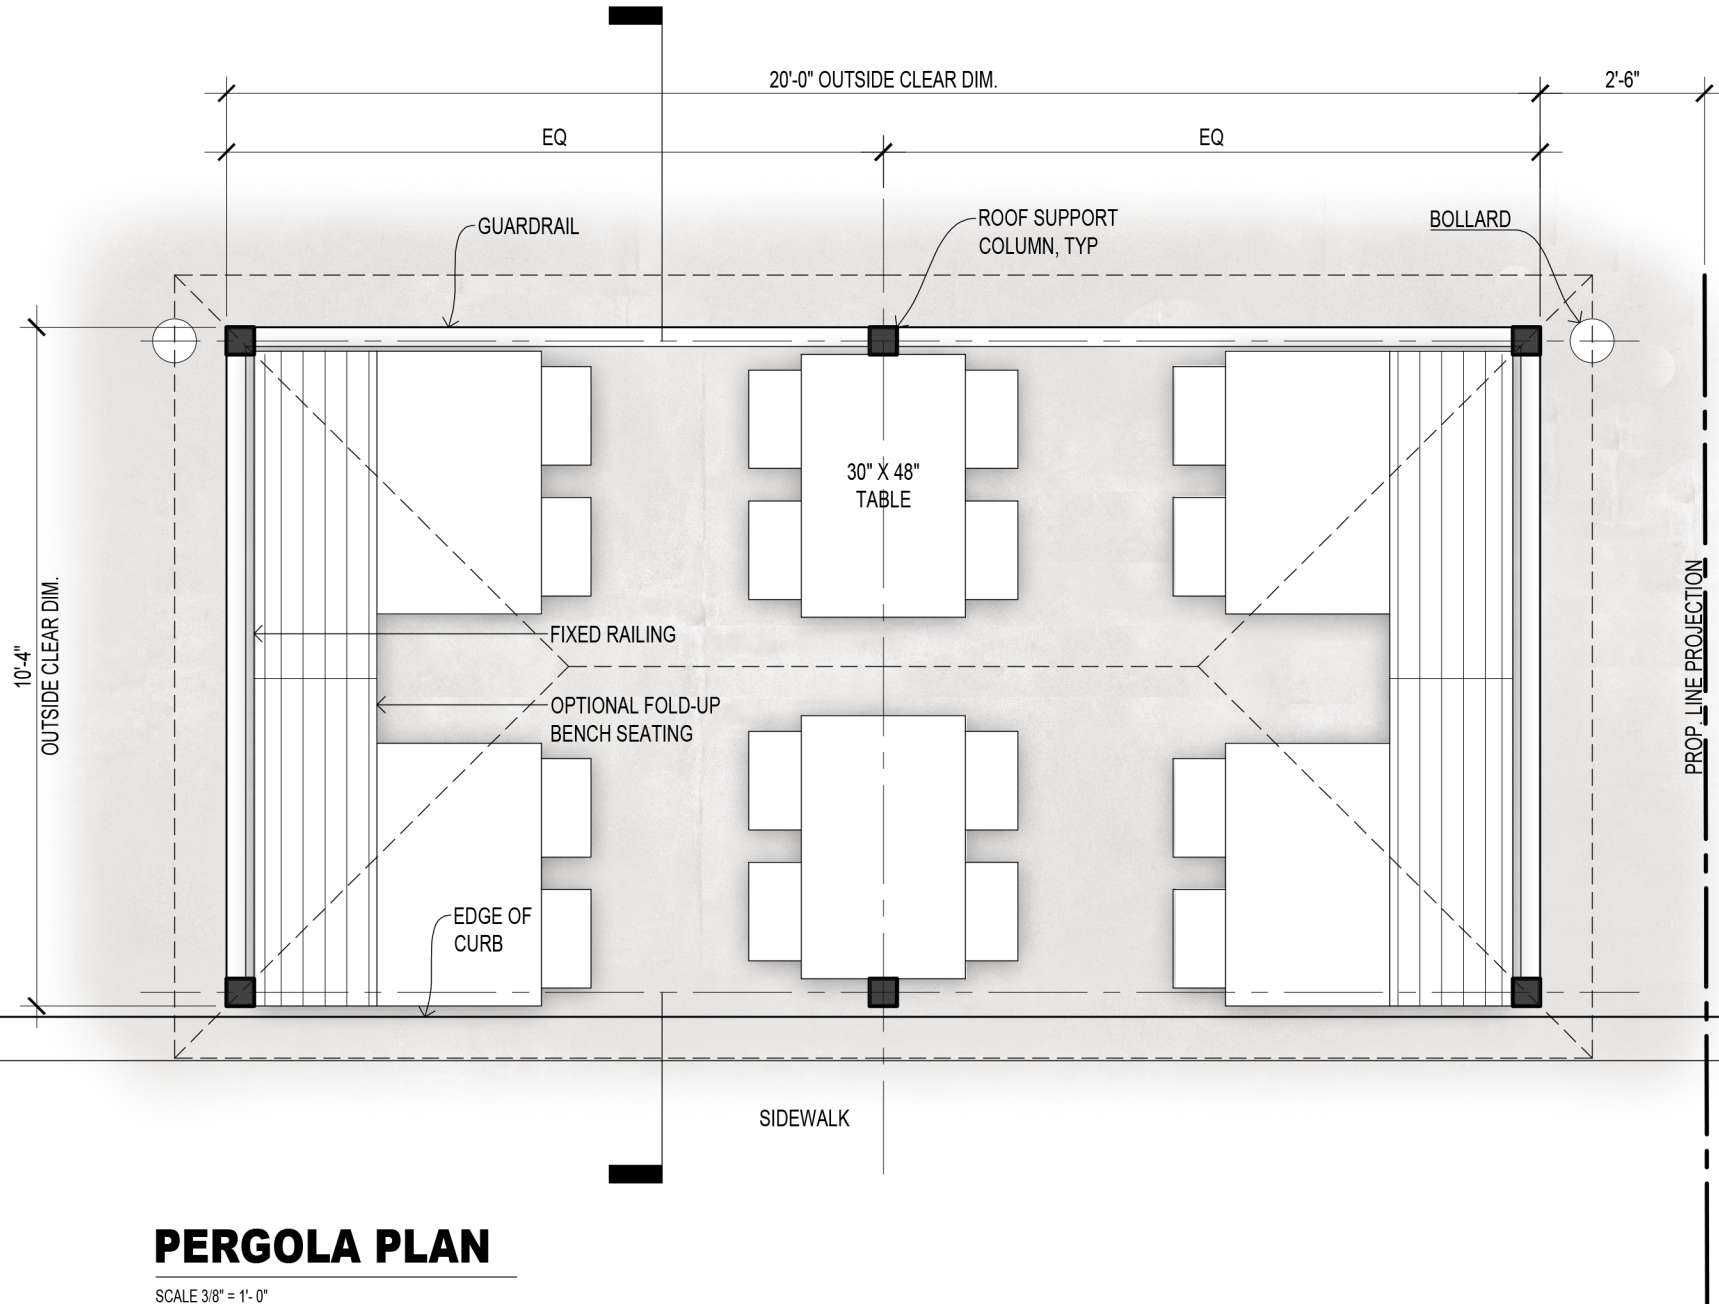 20'-0" OUTSIDE CLEAR DIM.
2'-6"
EQ
EQ
GUARDRAIL
ROOF SUPPORT
COLUMN, TYP
BOLLARD
30" X 48"
TABLE
10'-4"
OUTSIDE CLEAR DIM.
FIXED RAILING
OPTIONAL FOLD-UP
BENCH SEATING
PROP. LINE PROJECTION
EDGE OF
CURB
SIDEWALK
PERGOLA PLAN
SCALE 3/8" = 1'- 0"